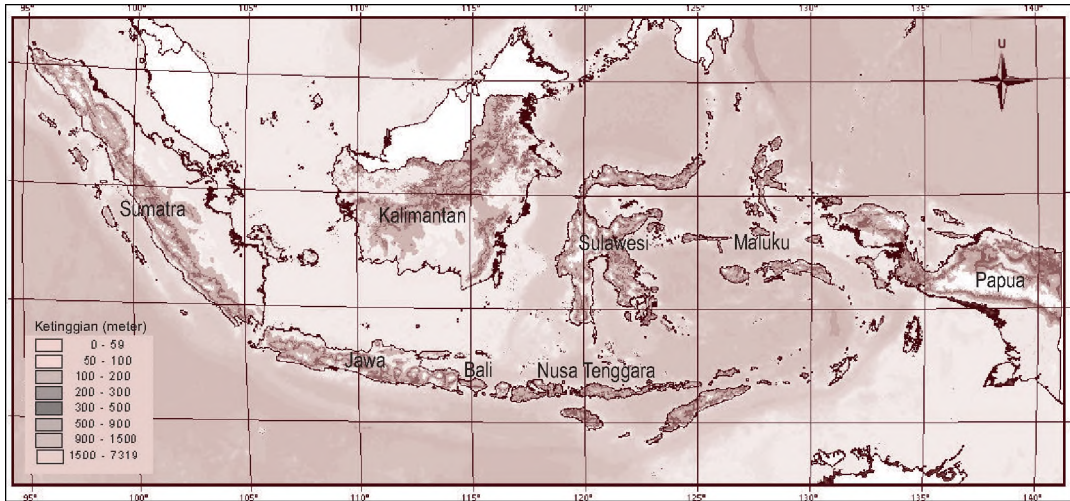 95° 100° 105° 110° 115° 120° 125° 130° 135° 140°
U
Sumatra
Kalimantan
Sulawesi
Maluku
Papua
Jawa
Bali
Nusa Tenggara
Ketinggian (meter)
0 - 59
50 - 100
100 - 200
200 - 300
300 - 500
500 - 900
900 - 1500
1500 - 7319
95° 100° 105° 110° 115° 120° 125° 130° 135° 140°